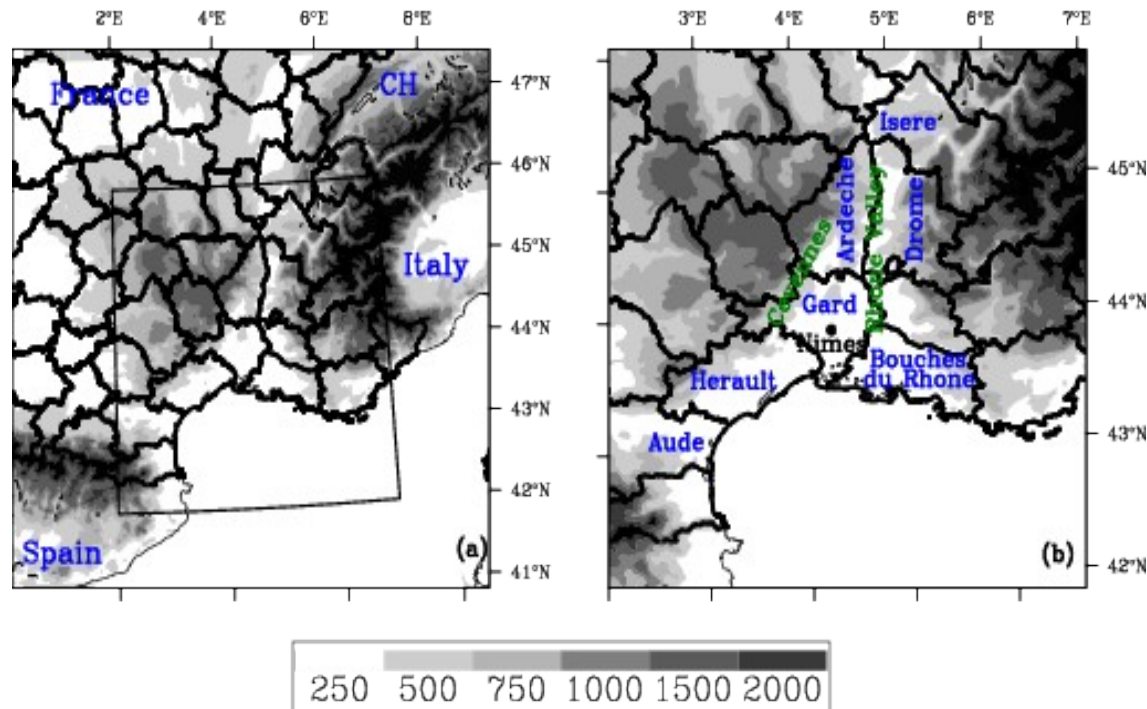 2°E 4°E 6°E 8°E
3°E 4°E 5°E 6°E 7°E
France
CH
Italy
Spain
(a)
47°N
46°N
45°N
44°N
43°N
42°N
41°N
Isere
Ardeche
Rhone Valley
Drome
Cevennes
Gard
Nimes
Bouches
du Rhone
Herault
Aude
(b)
45°N
44°N
43°N
42°N
250 500 750 1000 1500 2000